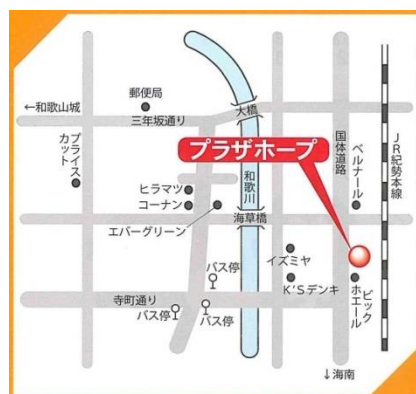 郵便局
←和歌山城
三年坂通り
大橋
プライスカット
プラザホープ
国体道路
ベルナール
JR紀勢本線
ヒラマツ
コーナン
和歌川
海草橋
エバーグリーン
イズミヤ
バス停
K'Sデンキ
ビックホエール
寺町通り
バス停
バス停
↓海南